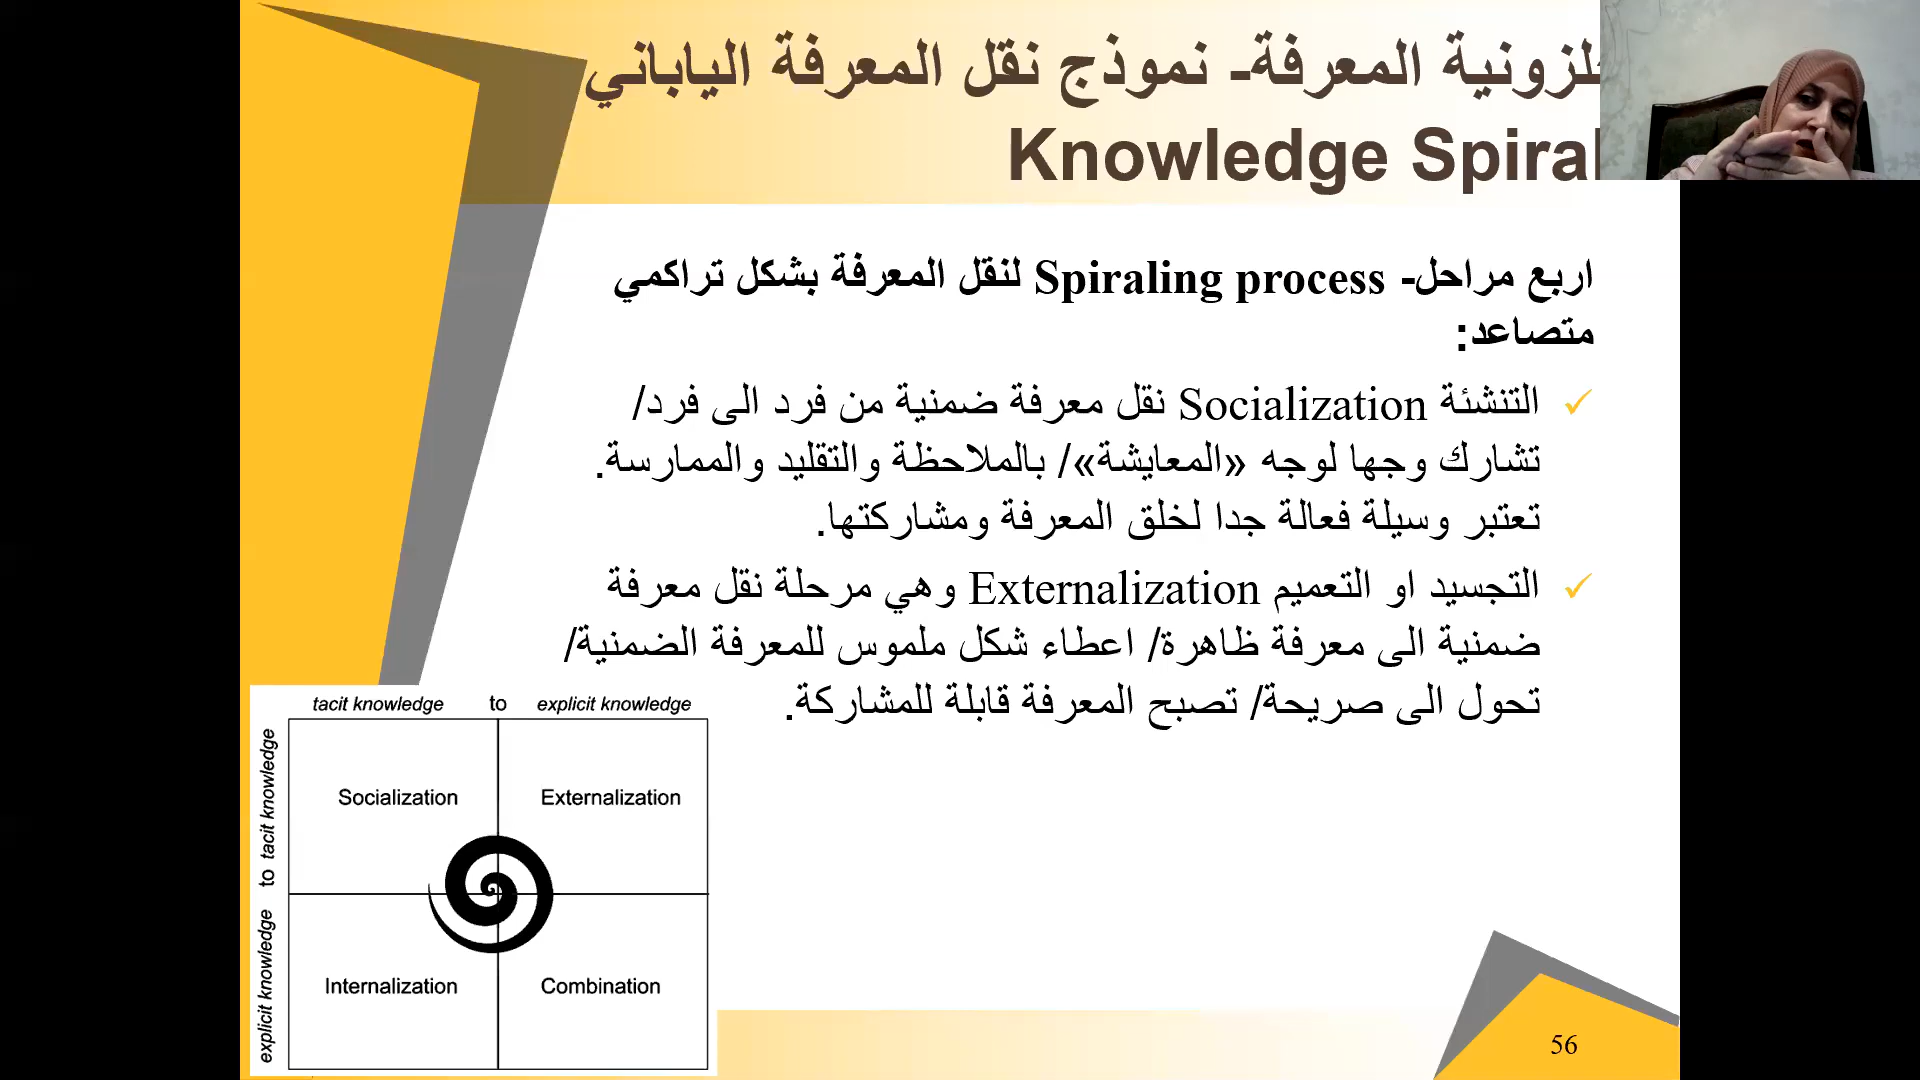 المعرفة- نموذج نقل المعرفة الياباني
Knowledge Spiral
اربع مراحل- Spiraling process لنقل المعرفة بشكل تراكمي
متصاعد:
✓ التنشئة Socialization نقل معرفة ضمنية من فرد الى فرد/
تشارك وجها لوجه «المعايشة»/ بالملاحظة والتقليد والممارسة.
تعتبر وسيلة فعالة جدا لخلق المعرفة ومشاركتها.
✓ التجسيد او التعميم Externalization وهي مرحلة نقل معرفة
ضمنية الى معرفة ظاهرة/ اعطاء شكل ملموس للمعرفة الضمنية/
تحول الى صريحة/ تصبح المعرفة قابلة للمشاركة.
tacit knowledge to explicit knowledge
to tacit knowledge
explicit knowledge
Socialization
Externalization
Internalization
Combination
56